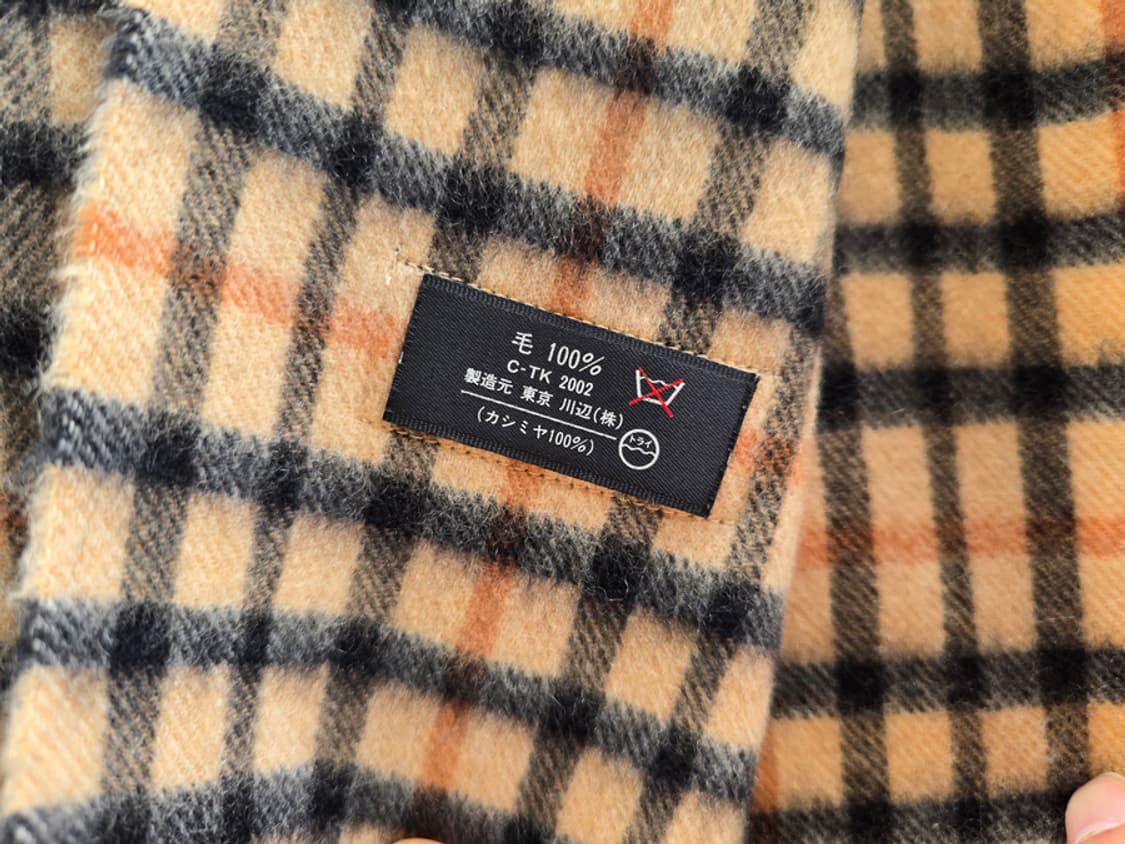 毛 100%
C-TK 2002
製造元 東京 川辺(株)
(カシミヤ100%)
ドライ